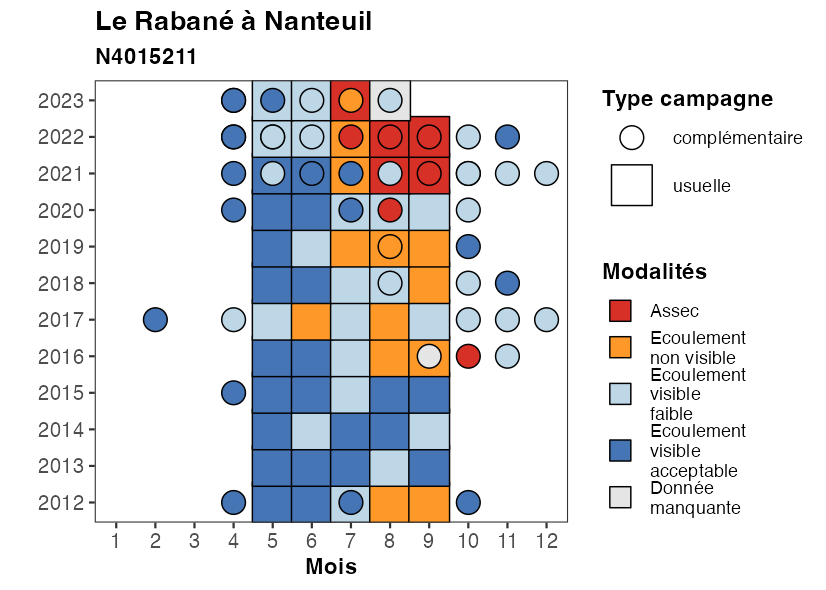 Le Rabané à Nanteuil
N4015211
2023
2022
2021
2020
2019
2018
2017
2016
2015
2014
2013
2012
1 2 3 4 5 6 7 8 9 10 11 12
Mois
Type campagne
complémentaire
usuelle
Modalités
Assec
Ecoulement
non visible
Ecoulement
visible
faible
Ecoulement
visible
acceptable
Donnée
manquante